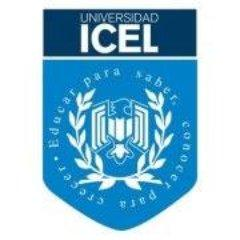 UNIVERSIDAD
ICEL
Educar para saber, conocer para crecer •